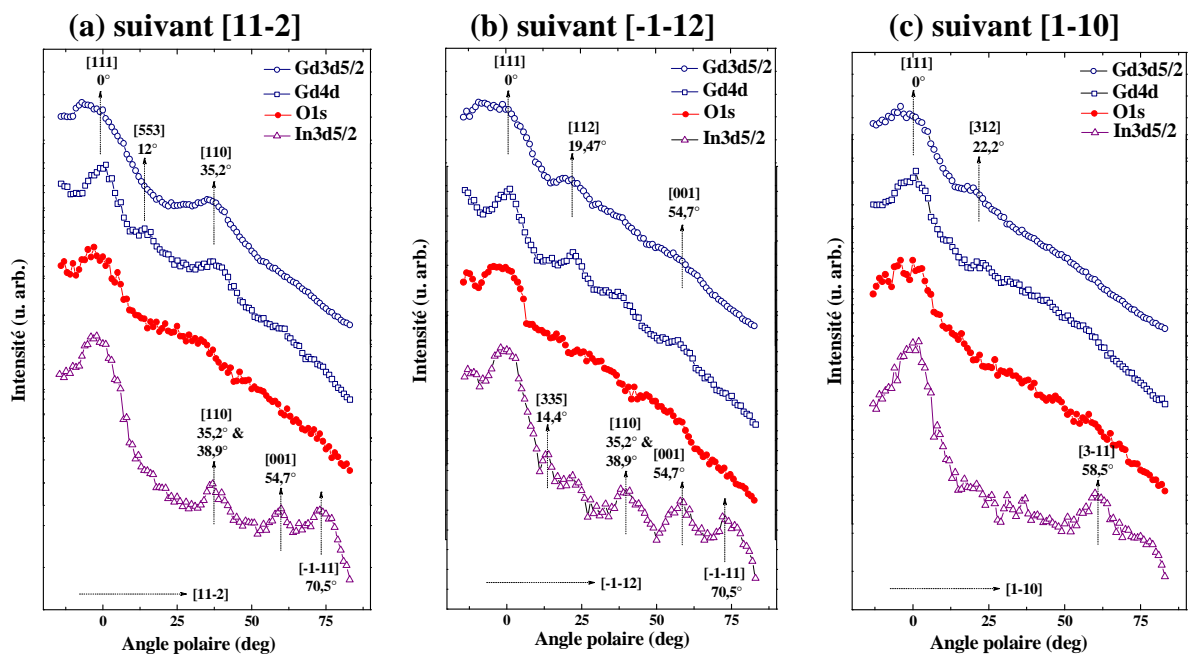 (a) suivant [11-2]
(b) suivant [-1-12]
(c) suivant [1-10]
Intensité (u. arb.)
[111]
0°
[553]
12°
[110]
35,2°
Gd3d5/2
Gd4d
O1s
In3d5/2
[110]
35,2° &
38,9°
[001]
54,7°
[-1-11]
70,5°
[11-2]
0 25 50 75
Angle polaire (deg)
Intensité (u. arb.)
[111]
0°
[112]
19,47°
[001]
54,7°
Gd3d5/2
Gd4d
O1s
In3d5/2
[335]
14,4°
[110]
35,2° &
38,9°
[001]
54,7°
[-1-11]
70,5°
[-1-12]
0 25 50 75
Angle polaire (deg)
Intensité (u. arb.)
[111]
0°
[312]
22,2°
Gd3d5/2
Gd4d
O1s
In3d5/2
[3-11]
58,5°
[1-10]
0 25 50 75
Angle polaire (deg)